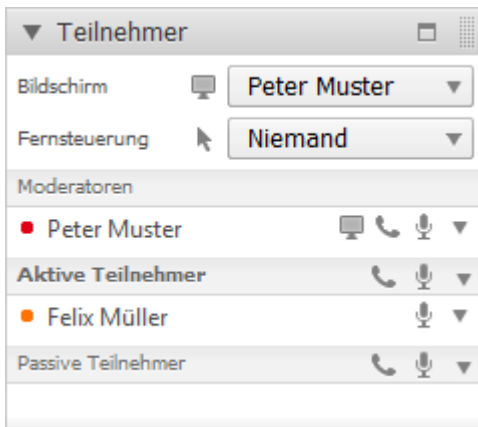 Teilnehmer
Bildschirm Peter Muster
Fernsteuerung Niemand
Moderatoren
Peter Muster
Aktive Teilnehmer
Felix Müller
Passive Teilnehmer